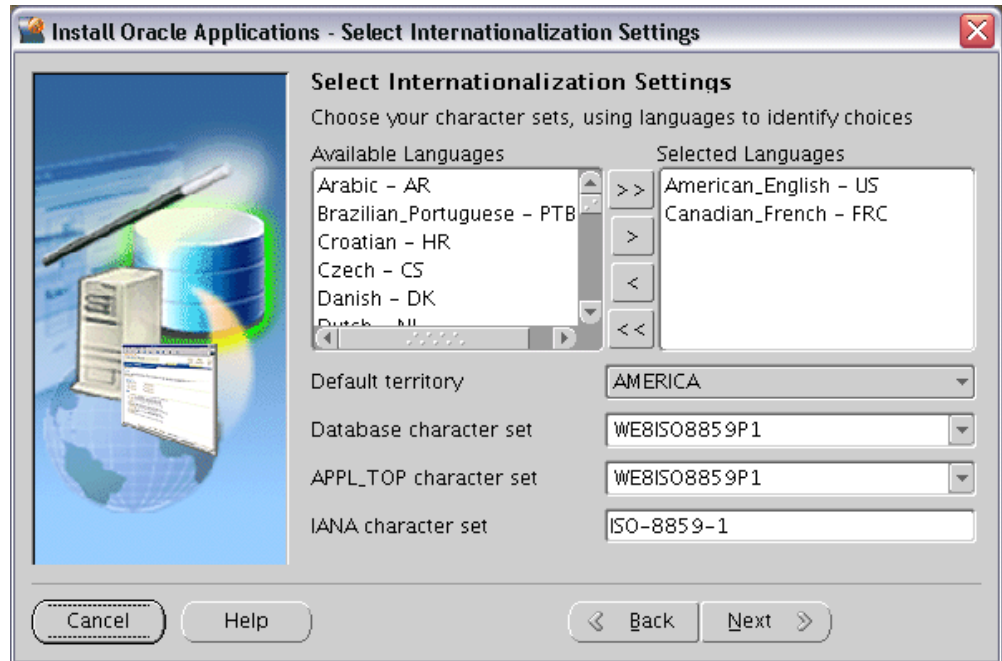 Install Oracle Applications - Select Internationalization Settings
Select Internationalization Settings
Choose your character sets, using languages to identify choices
Available Languages
Selected Languages
Arabic - AR
Brazilian_Portuguese - PTB
Croatian - HR
Czech - CS
Danish - DK
>>
>
<
<<
American_English - US
Canadian_French - FRC
Default territory
AMERICA
Database character set
WE8ISO8859P1
APPL_TOP character set
WE8ISO8859P1
IANA character set
ISO-8859-1
Cancel
Help
Back
Next